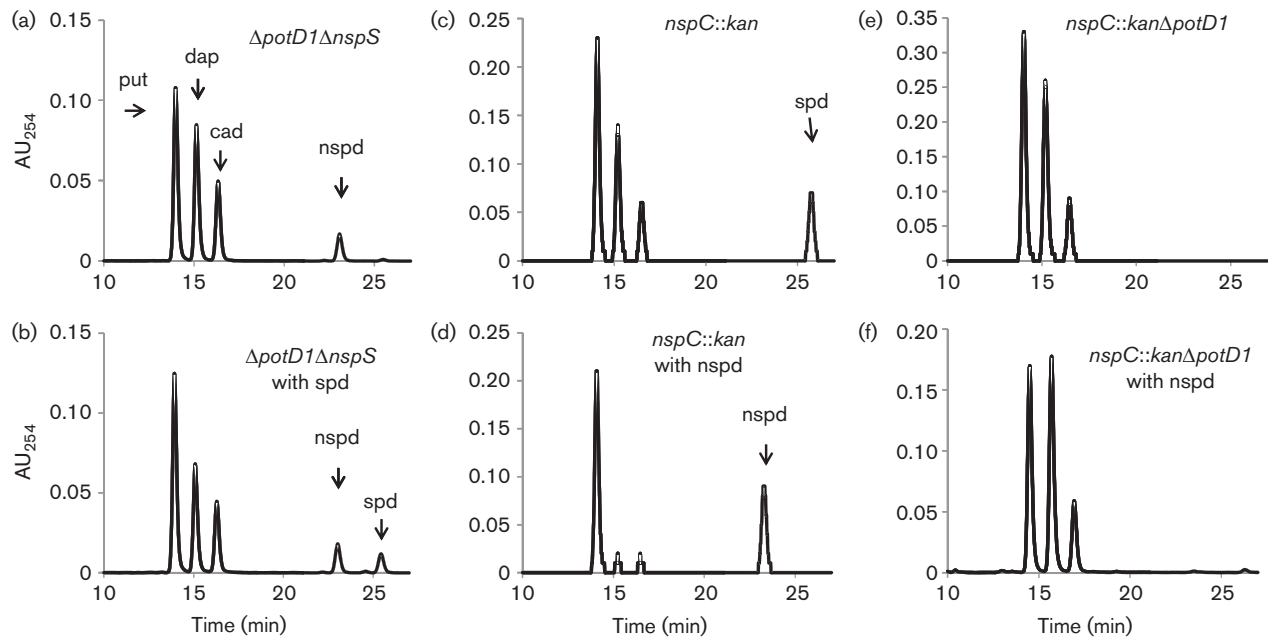 (a)
0.15
0.10
0.05
0
AU254
ΔpotD1ΔnspS
put
dap
cad
nspd
10 15 20 25
(b)
0.15
0.10
0.05
0
AU254
ΔpotD1ΔnspS
with spd
nspd
spd
10 15 20 25
Time (min)
(c)
0.25
0.20
0.15
0.10
0.05
0
nspC::kan
spd
10 15 20 25
(d)
0.25
0.20
0.15
0.10
0.05
0
nspC::kan
with nspd
nspd
10 15 20 25
Time (min)
(e)
0.35
0.30
0.25
0.20
0.15
0.10
0.05
0
nspC::kanΔpotD1
10 15 20 25
(f)
0.20
0.15
0.10
0.05
0
nspC::kanΔpotD1
with nspd
10 15 20 25
Time (min)